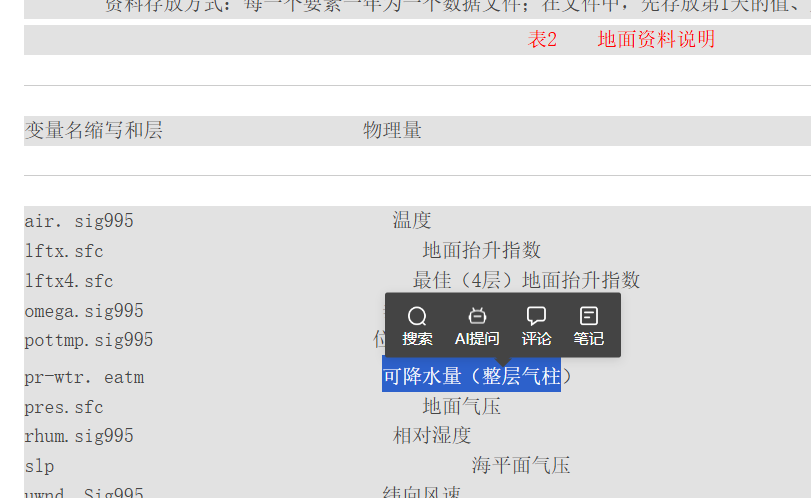 资料存放方式：每一个要素一年为一个数据文件；在文件中，先存放第1天的值、
表2 地面资料说明
变量名缩写和层 物理量
air. sig995 温度
lftx.sfc 地面抬升指数
lftx4.sfc 最佳（4层）地面抬升指数
omega.sig995
搜索 AI提问 评论 笔记
pottmp.sig995 位
pr-wtr. eatm 可降水量（整层气柱）
pres.sfc 地面气压
rhum.sig995 相对湿度
slp 海平面气压
uwnd. Sig995 纬向风速